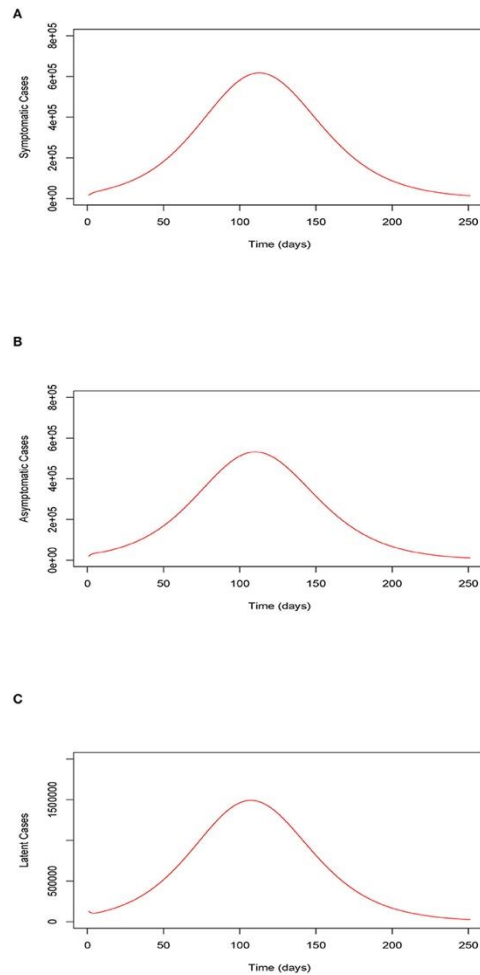 A
8e+05
6e+05
4e+05
2e+05
0e+00
Symptomatic Cases
0 50 100 150 200 250
Time (days)
B
8e+05
6e+05
4e+05
2e+05
0e+00
Asymptomatic Cases
0 50 100 150 200 250
Time (days)
C
1500000
500000
0
Latent Cases
0 50 100 150 200 250
Time (days)